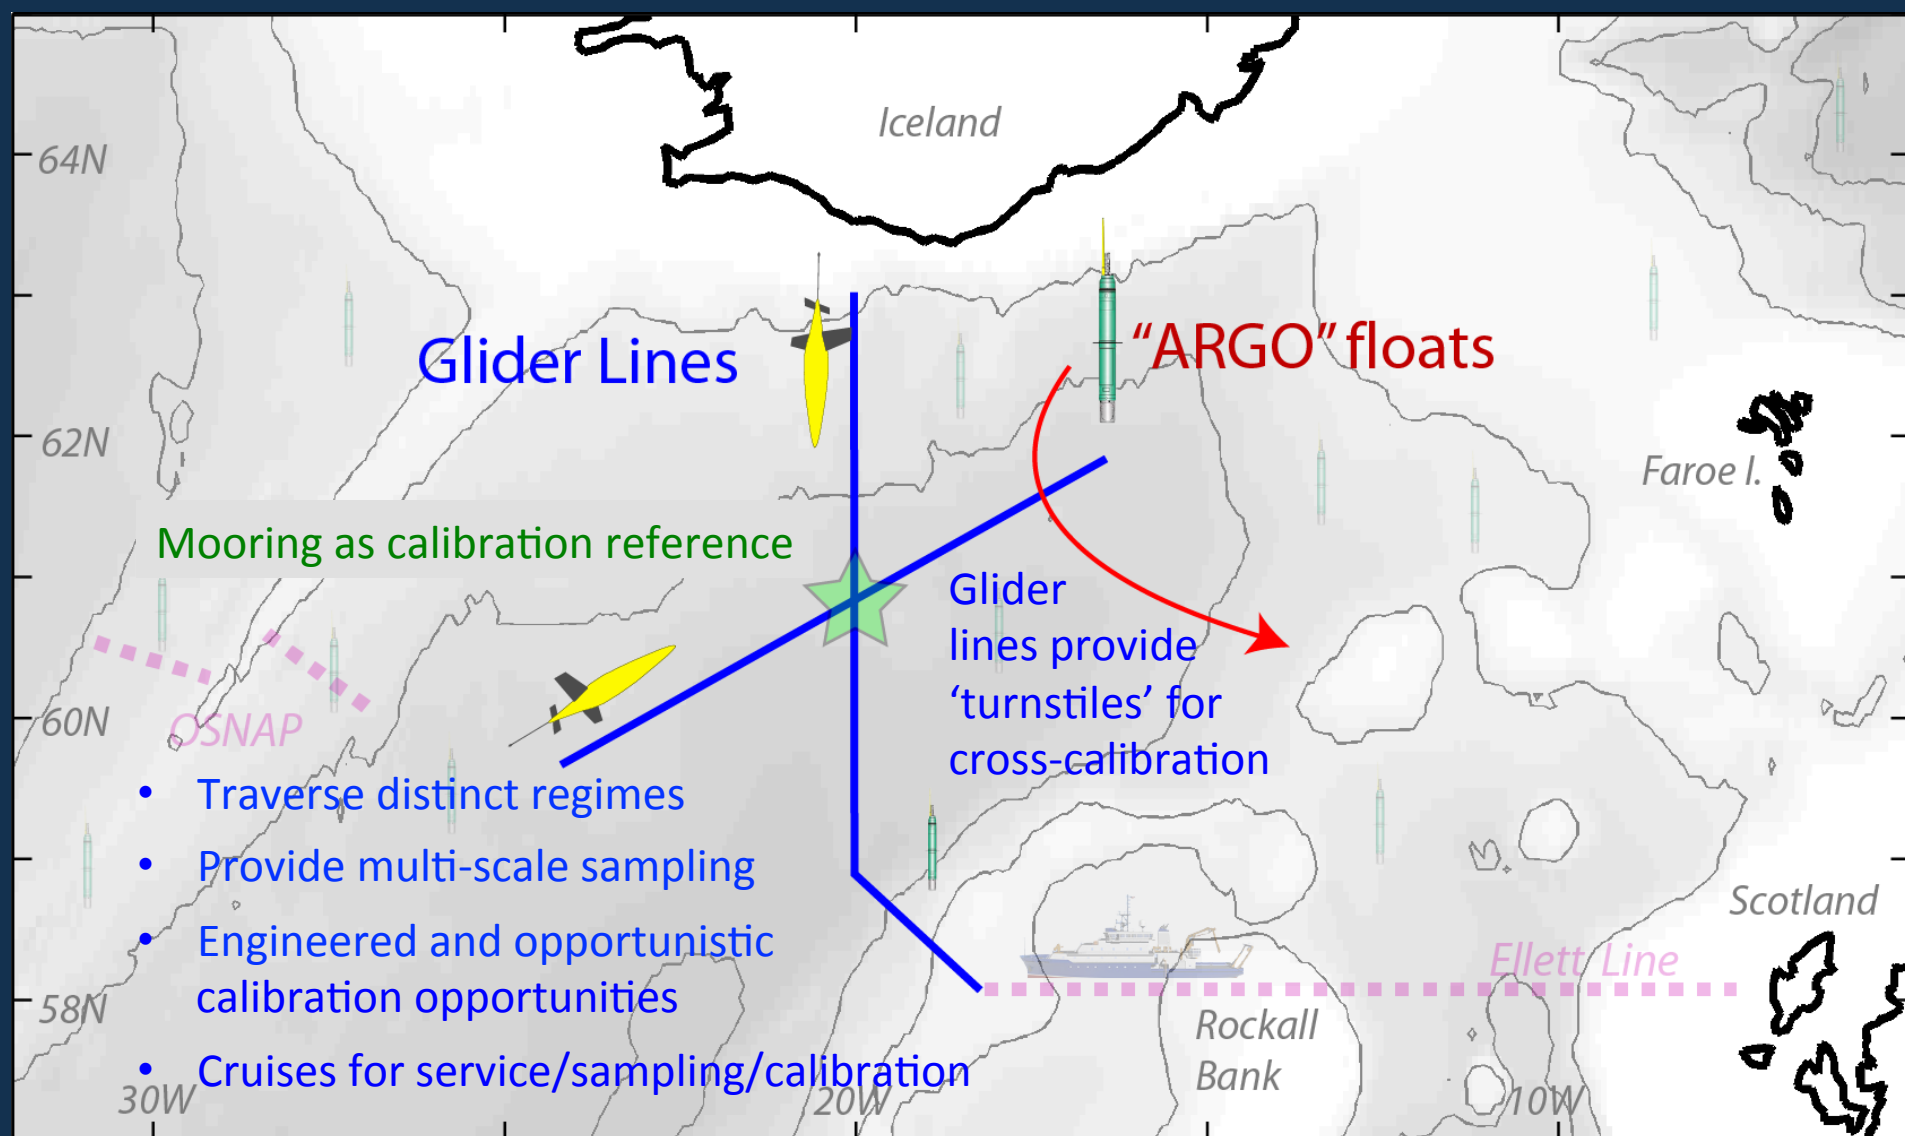 Iceland
64N
Glider Lines
“ARGO” floats
62N
Faroe I.
Mooring as calibration reference
Glider
lines provide
‘turnstiles’ for
cross-calibration
60N
OSNAP
• Traverse distinct regimes
• Provide multi-scale sampling
• Engineered and opportunistic
calibration opportunities
• Cruises for service/sampling/calibration
Scotland
Ellett Line
58N
Rockall
Bank
30W
20W
10W